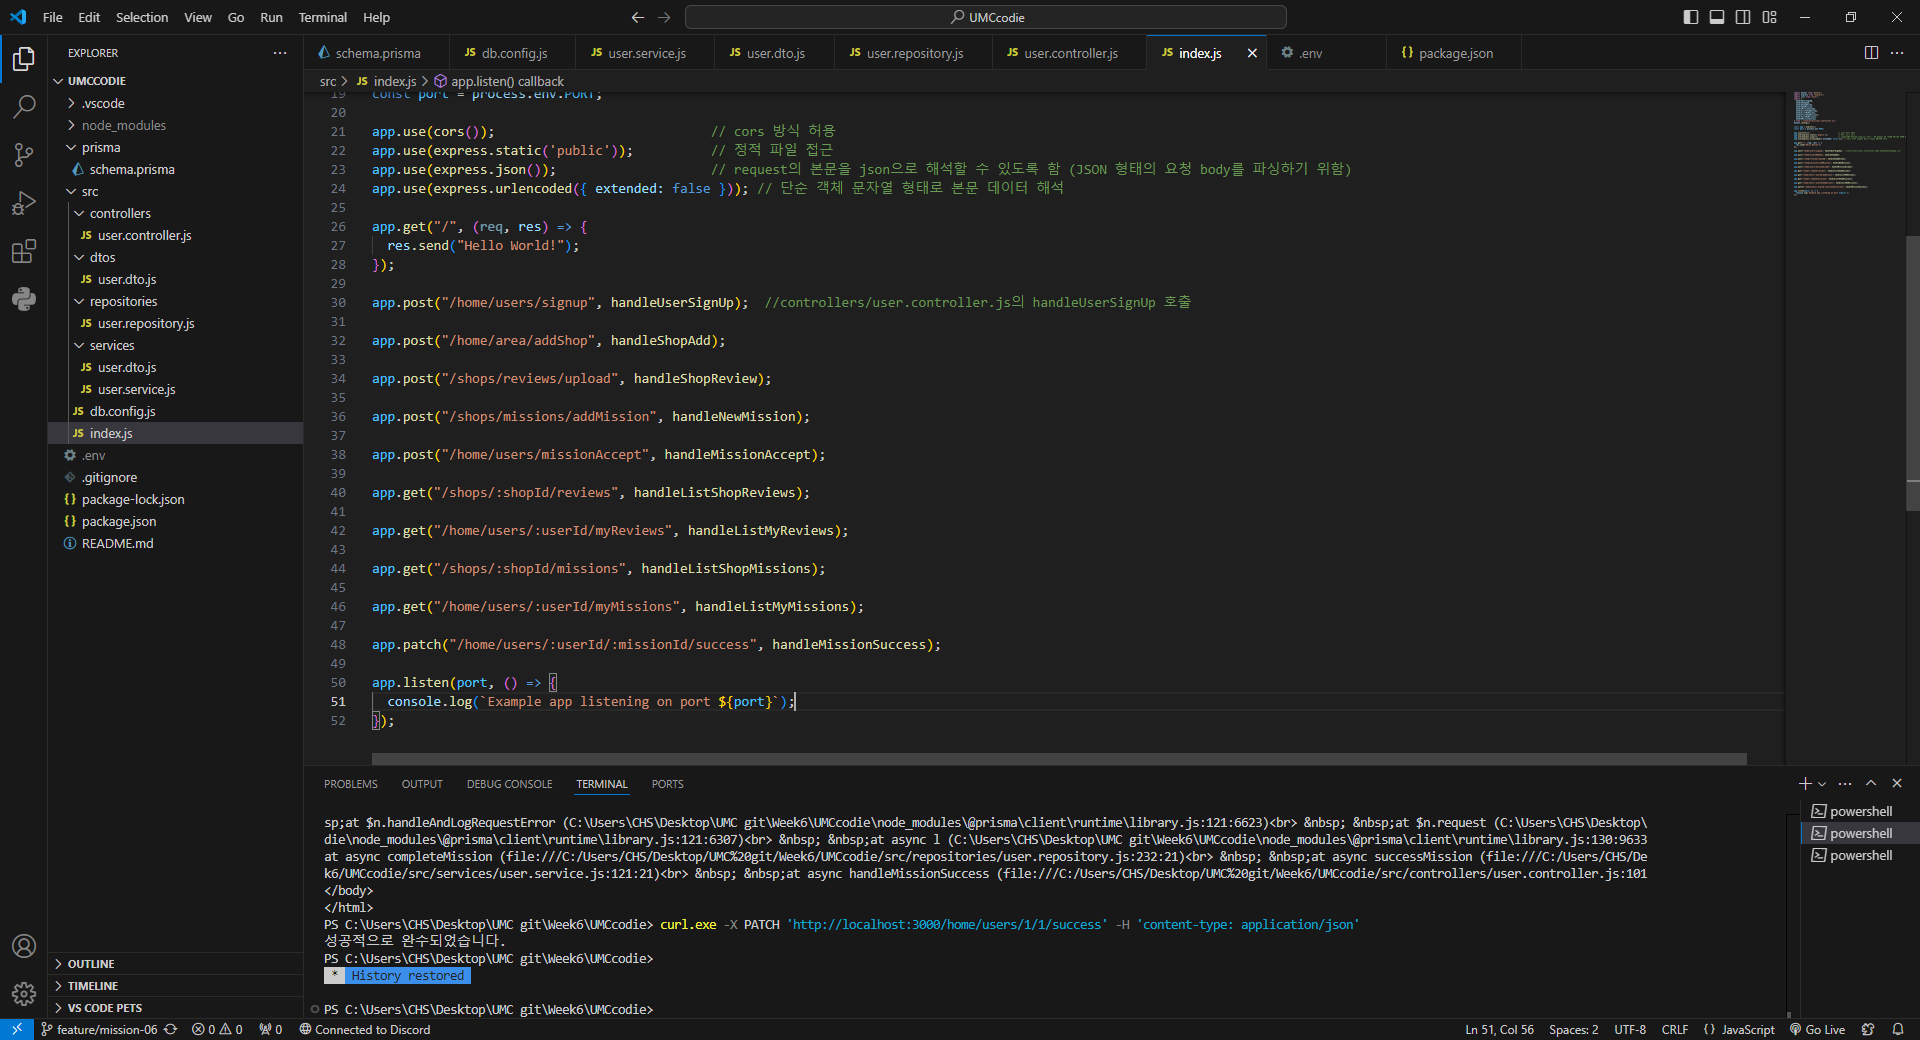 File Edit Selection View Go Run Terminal Help
UMCcodie
EXPLORER
UMCCODIE
.vscode
node_modules
prisma
schema.prisma
src
controllers
JS user.controller.js
dtos
JS user.dto.js
repositories
JS user.repository.js
services
JS user.dto.js
JS user.service.js
JS db.config.js
JS index.js
.env
.gitignore
{} package-lock.json
{} package.json
README.md
OUTLINE
TIMELINE
VS CODE PETS
schema.prisma JS db.config.js JS user.service.js JS user.dto.js JS user.repository.js JS user.controller.js JS index.js .env {} package.json
src > JS index.js > app.listen() callback
19 const port = process.env.PORT;
20
21 app.use(cors()); // cors 방식 허용
22 app.use(express.static('public')); // 정적 파일 접근
23 app.use(express.json()); // request의 본문을 json으로 해석할 수 있도록 함 (JSON 형태의 요청 body를 파싱하기 위함)
24 app.use(express.urlencoded({ extended: false })); // 단순 객체 문자열 형태로 본문 데이터 해석
25
26 app.get("/", (req, res) => {
27 res.send("Hello World!");
28 });
29
30 app.post("/home/users/signup", handleUserSignUp); //controllers/user.controller.js의 handleUserSignUp 호출
31
32 app.post("/home/area/addShop", handleShopAdd);
33
34 app.post("/shops/reviews/upload", handleShopReview);
35
36 app.post("/shops/missions/addMission", handleNewMission);
37
38 app.post("/home/users/missionAccept", handleMissionAccept);
39
40 app.get("/shops/:shopId/reviews", handleListShopReviews);
41
42 app.get("/home/users/:userId/myReviews", handleListMyReviews);
43
44 app.get("/shops/:shopId/missions", handleListShopMissions);
45
46 app.get("/home/users/:userId/myMissions", handleListMyMissions);
47
48 app.patch("/home/users/:userId/:missionId/success", handleMissionSuccess);
49
50 app.listen(port, () => {
51 console.log(`Example app listening on port ${port}`);
52 });
PROBLEMS OUTPUT DEBUG CONSOLE TERMINAL PORTS
sp;at $n.handleAndLogRequestError (C:\Users\CHS\Desktop\UMC git\Week6\UMCcodie\node_modules\@prisma\client\runtime\library.js:121:6623)<br> &nbsp; &nbsp;at $n.request (C:\Users\CHS\Desktop\
die\node_modules\@prisma\client\runtime\library.js:121:6307)<br> &nbsp; &nbsp;at async l (C:\Users\CHS\Desktop\UMC git\Week6\UMCcodie\node_modules\@prisma\client\runtime\library.js:130:9633
at async completeMission (file:///C:/Users/CHS/Desktop/UMC%20git/Week6/UMCcodie/src/repositories/user.repository.js:232:21)<br> &nbsp; &nbsp;at async successMission (file:///C:/Users/CHS/De
k6/UMCcodie/src/services/user.service.js:121:21)<br> &nbsp; &nbsp;at async handleMissionSuccess (file:///C:/Users/CHS/Desktop/UMC%20git/Week6/UMCcodie/src/controllers/user.controller.js:101
</body>
</html>
PS C:\Users\CHS\Desktop\UMC git\Week6\UMCcodie> curl.exe -X PATCH 'http://localhost:3000/home/users/1/1/success' -H 'content-type: application/json'
성공적으로 완수되었습니다.
PS C:\Users\CHS\Desktop\UMC git\Week6\UMCcodie>
* History restored
PS C:\Users\CHS\Desktop\UMC git\Week6\UMCcodie>
powershell
powershell
powershell
feature/mission-06 0 0 0 Connected to Discord Ln 51, Col 56 Spaces: 2 UTF-8 CRLF {} JavaScript Go Live